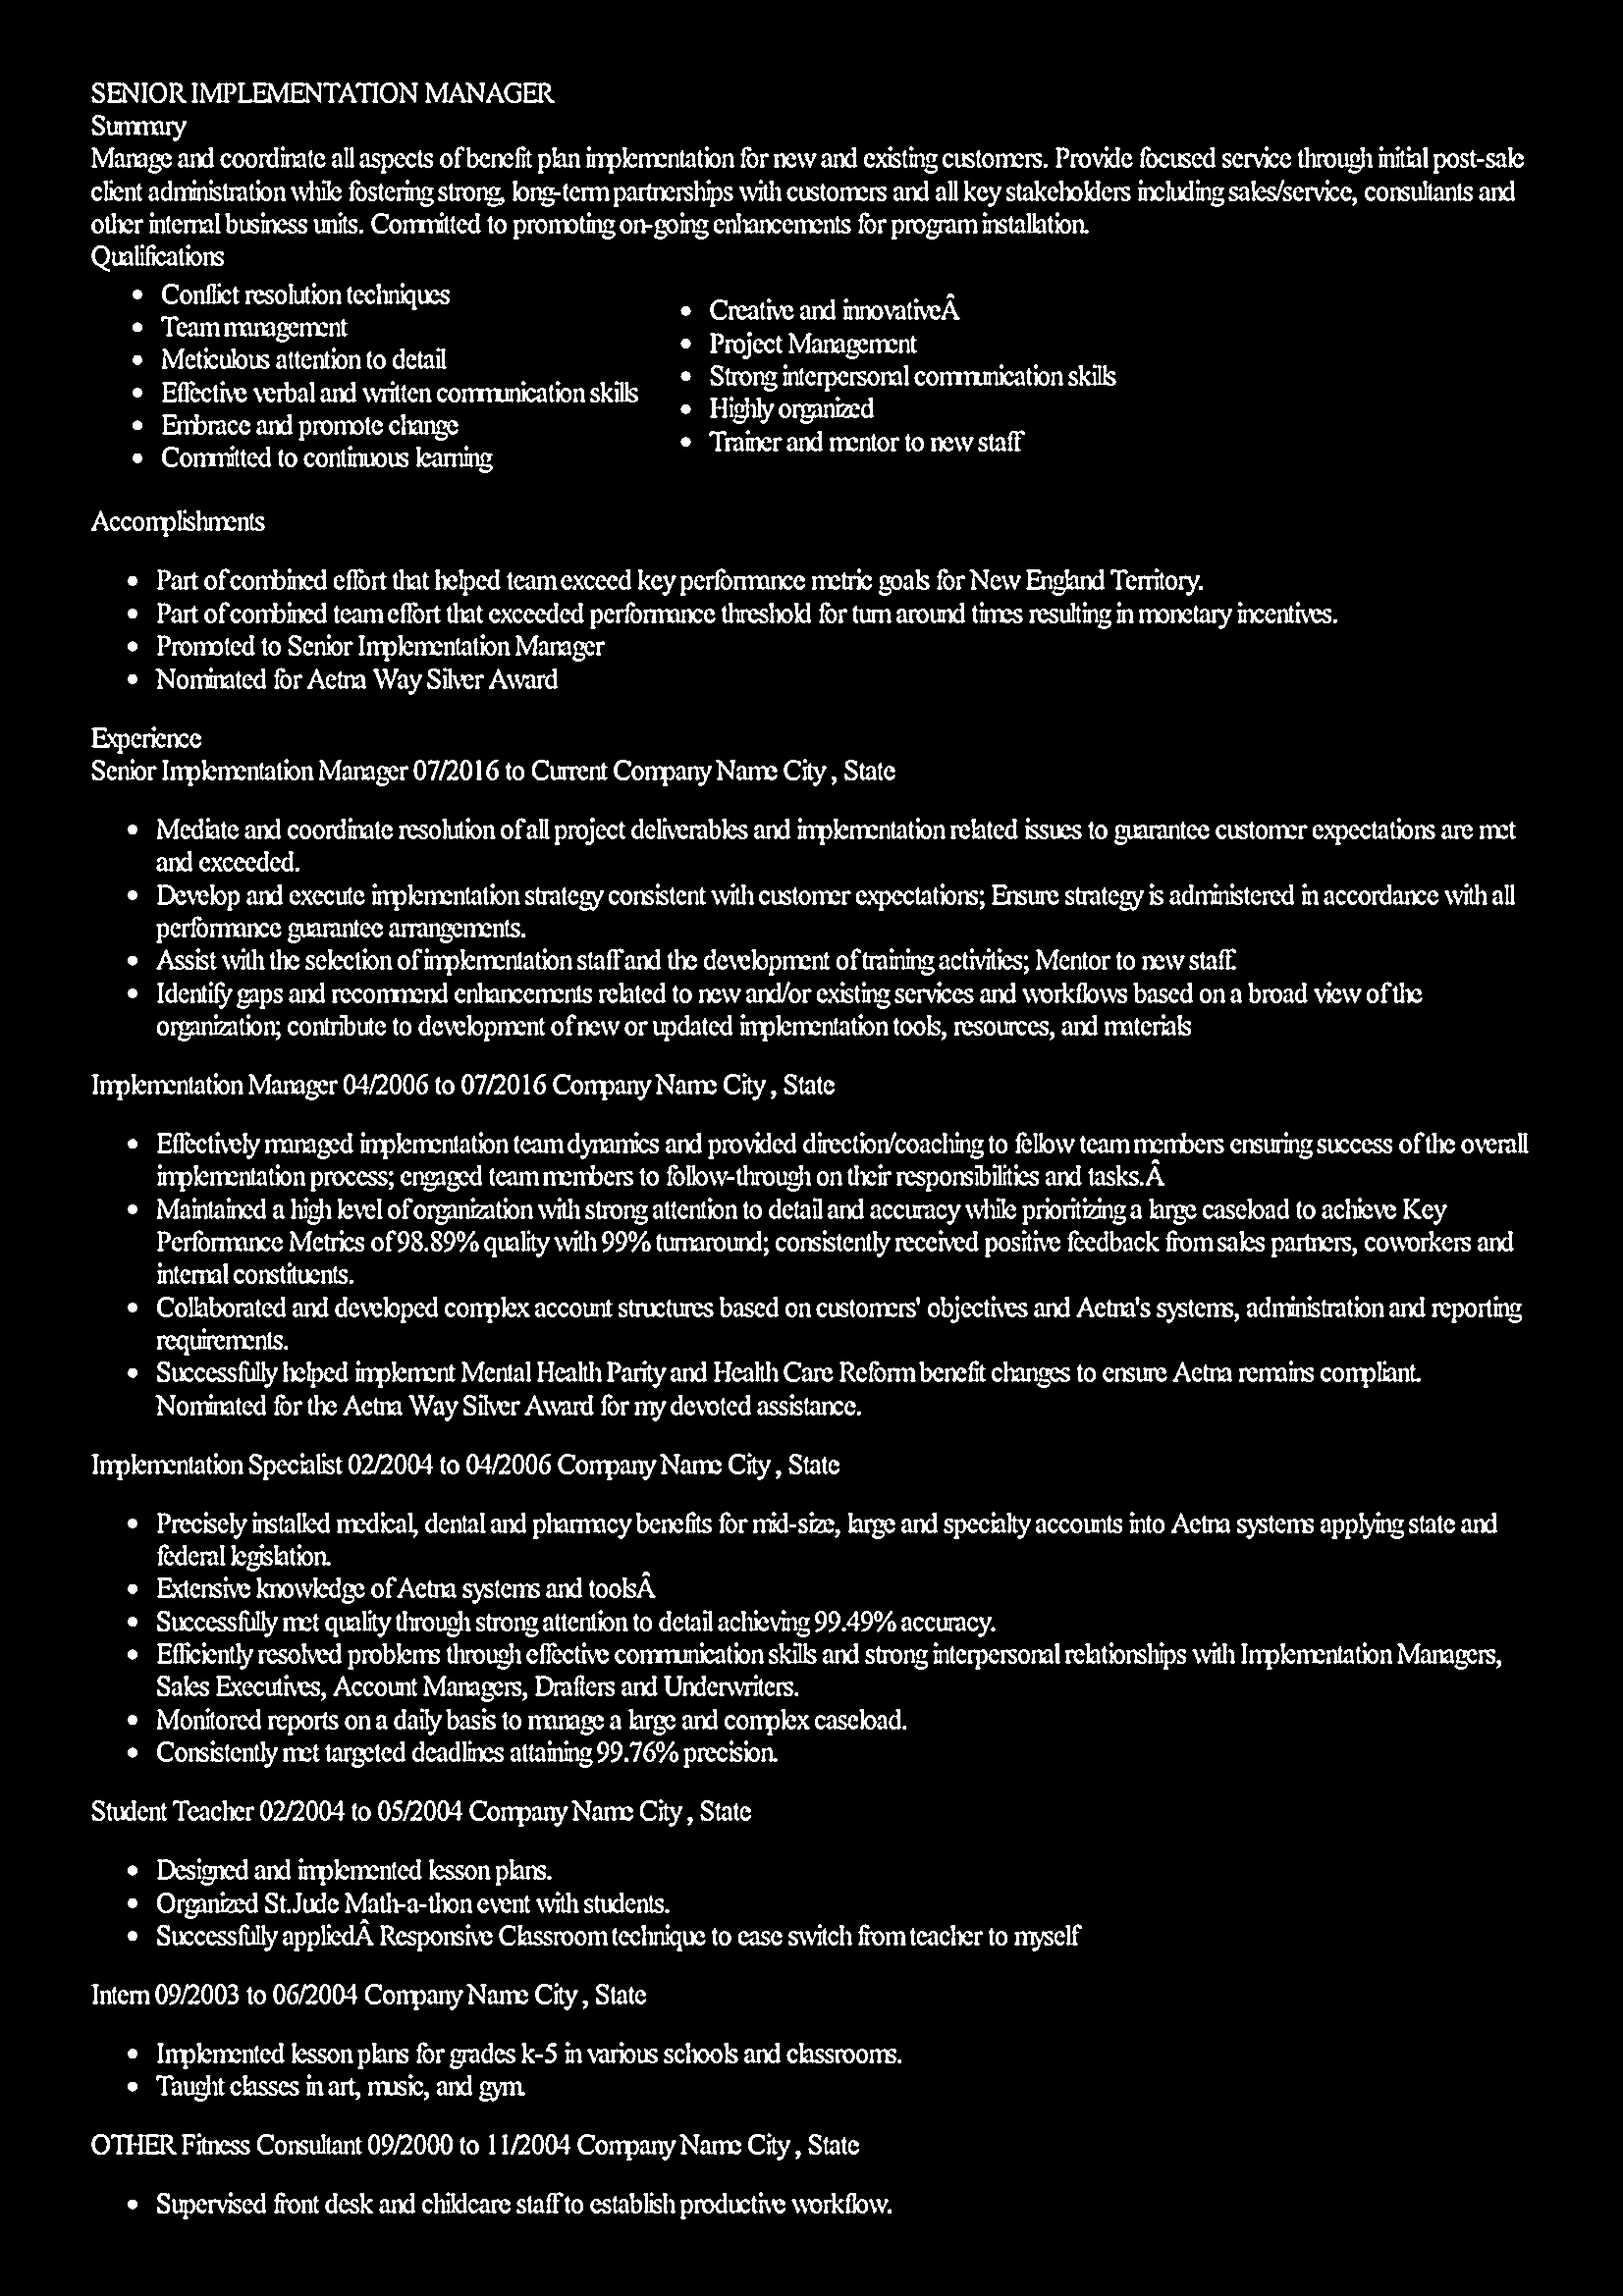 SENIOR IMPLEMENTATION MANAGER
Summary
Manage and coordinate all aspects of benefit plan implementation for new and existing customers. Provide focused service through initial post-sale
client administration while fostering strong, long-term partnerships with customers and all key stakeholders including sales/service, consultants and
other internal business units. Committed to promoting on-going enhancements for program installation.
Qualifications
• Conflict resolution techniques
• Team management
• Meticulous attention to detail
• Effective verbal and written communication skills
• Embrace and promote change
• Committed to continuous learning
• Creative and innovativeÂ
• Project Management
• Strong interpersonal communication skills
• Highly organized
• Trainer and mentor to new staff
Accomplishments
• Part of combined effort that helped team exceed key performance metric goals for New England Territory.
• Part of combined team effort that exceeded performance threshold for turn around times resulting in monetary incentives.
• Promoted to Senior Implementation Manager
• Nominated for Aetna Way Silver Award
Experience
Senior Implementation Manager 07/2016 to Current Company Name City , State
• Mediate and coordinate resolution of all project deliverables and implementation related issues to guarantee customer expectations are met
and exceeded.
• Develop and execute implementation strategy consistent with customer expectations; Ensure strategy is administered in accordance with all
performance guarantee arrangements.
• Assist with the selection of implementation staff and the development of training activities; Mentor to new staff.
• Identify gaps and recommend enhancements related to new and/or existing services and workflows based on a broad view of the
organization; contribute to development of new or updated implementation tools, resources, and materials
Implementation Manager 04/2006 to 07/2016 Company Name City , State
• Effectively managed implementation team dynamics and provided direction/coaching to fellow team members ensuring success of the overall
implementation process; engaged team members to follow-through on their responsibilities and tasks.Â
• Maintained a high level of organization with strong attention to detail and accuracy while prioritizing a large caseload to achieve Key
Performance Metrics of 98.89% quality with 99% turnaround; consistently received positive feedback from sales partners, coworkers and
internal constituents.
• Collaborated and developed complex account structures based on customers' objectives and Aetna's systems, administration and reporting
requirements.
• Successfully helped implement Mental Health Parity and Health Care Reform benefit changes to ensure Aetna remains compliant.
Nominated for the Aetna Way Silver Award for my devoted assistance.
Implementation Specialist 02/2004 to 04/2006 Company Name City , State
• Precisely installed medical, dental and pharmacy benefits for mid-size, large and specialty accounts into Aetna systems applying state and
federal legislation.
• Extensive knowledge of Aetna systems and toolsÂ
• Successfully met quality through strong attention to detail achieving 99.49% accuracy.
• Efficiently resolved problems through effective communication skills and strong interpersonal relationships with Implementation Managers,
Sales Executives, Account Managers, Drafters and Underwriters.
• Monitored reports on a daily basis to manage a large and complex caseload.
• Consistently met targeted deadlines attaining 99.76% precision.
Student Teacher 02/2004 to 05/2004 Company Name City , State
• Designed and implemented lesson plans.
• Organized St.Jude Math-a-thon event with students.
• Successfully appliedÂ Responsive Classroom technique to ease switch from teacher to myself
Intern 09/2003 to 06/2004 Company Name City , State
• Implemented lesson plans for grades k-5 in various schools and classrooms.
• Taught classes in art, music, and gym.
OTHER Fitness Consultant 09/2000 to 11/2004 Company Name City , State
• Supervised front desk and childcare staff to establish productive workflow.